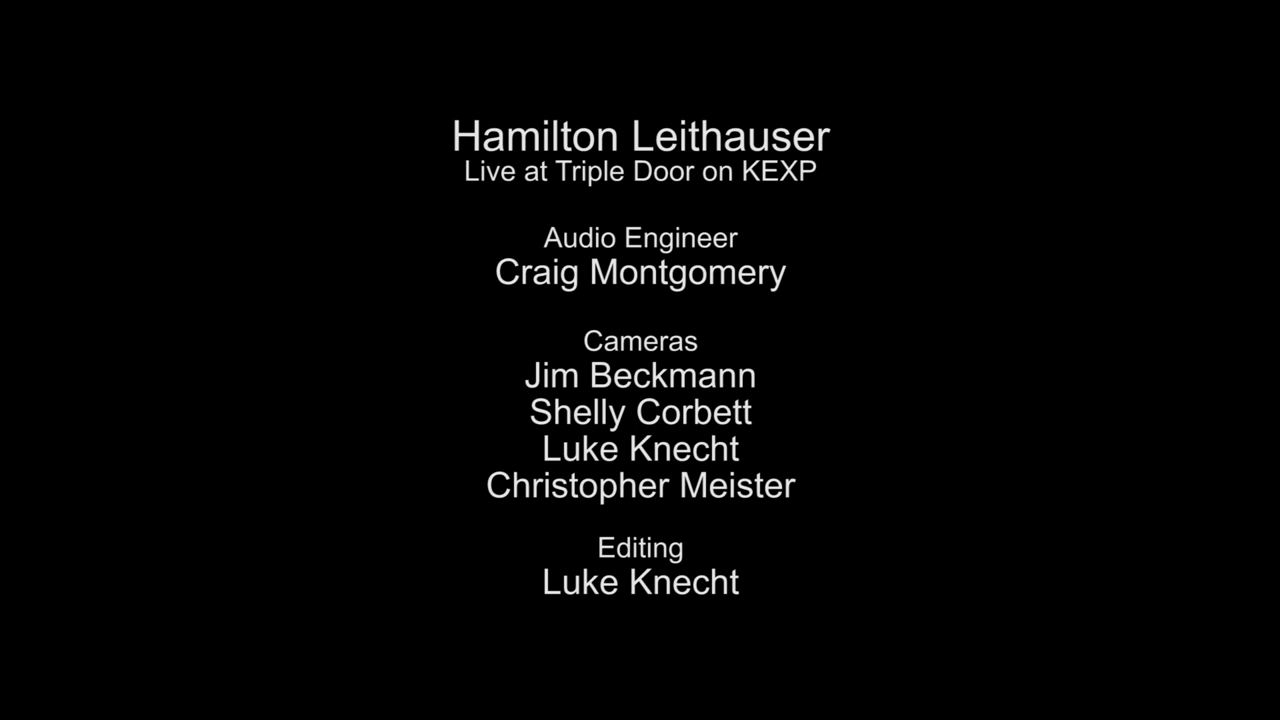 Hamilton Leithauser
Live at Triple Door on KEXP
Audio Engineer
Craig Montgomery
Cameras
Jim Beckmann
Shelly Corbett
Luke Knecht
Christopher Meister
Editing
Luke Knecht